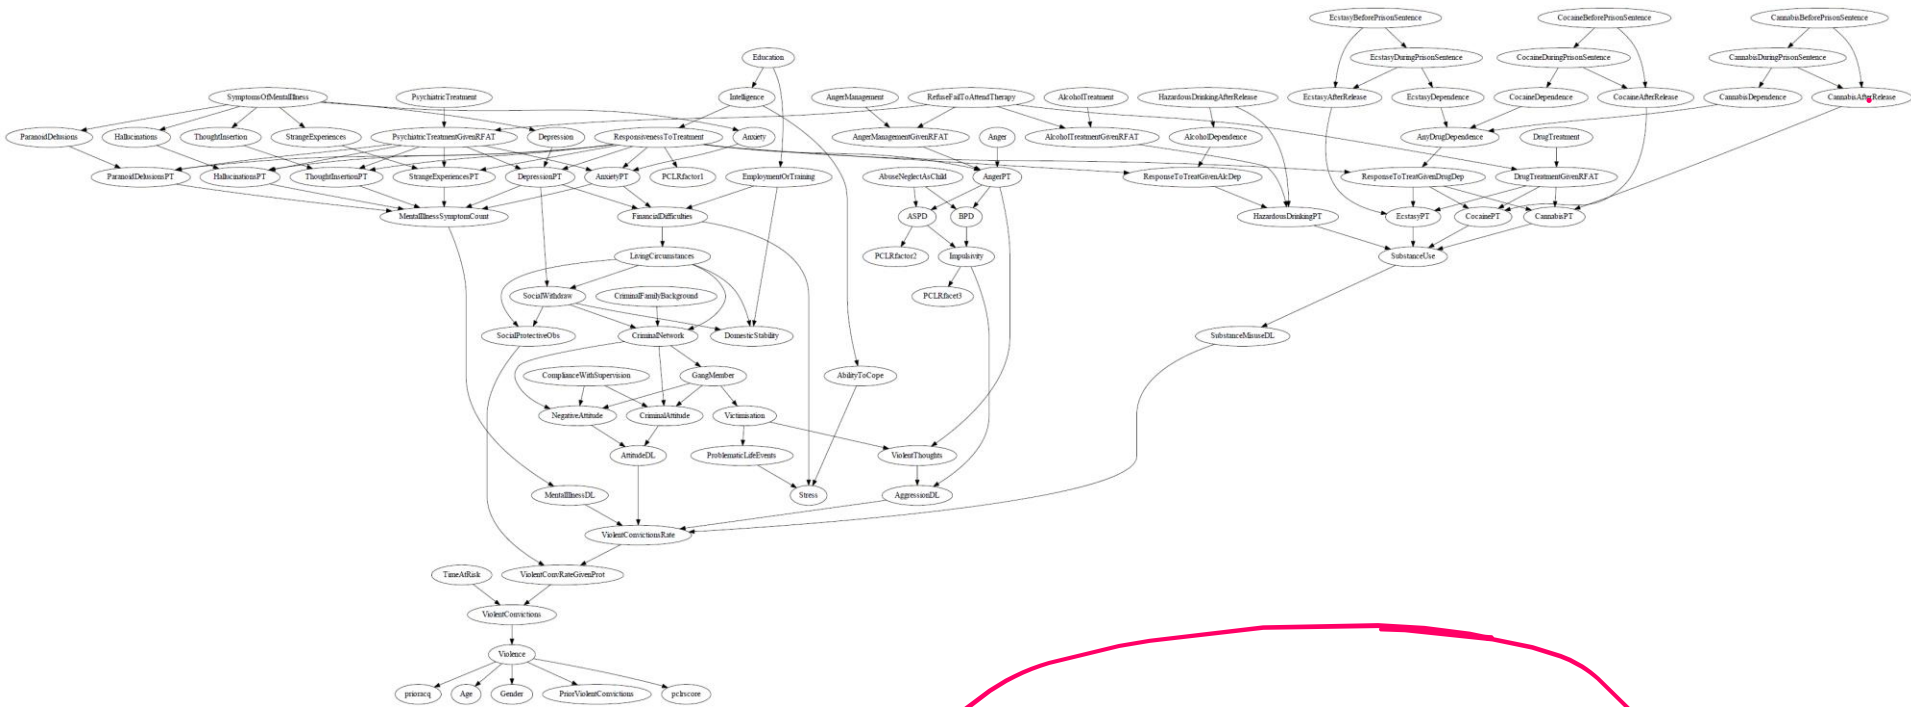 EcstasyBeforePrisonSentence CocaineBeforePrisonSentence CannabisBeforePrisonSentence
Education EcstasyDuringPrisonSentence CocaineDuringPrisonSentence CannabisDuringPrisonSentence
SymptomsOfMentalIllness PsychiatricTreatment Intelligence AngerManagement RefuseFailToAttendTherapy AlcoholTreatment HazardousDrinkingAfterRelease EcstasyAfterRelease EcstasyDependence CocaineDependence CocaineAfterRelease CannabisDependence CannabisAfterRelease
ParanoidDelusions Hallucinations ThoughtInsertion StrangeExperiences PsychiatricTreatmentGivenRFAT Depression ResponsivenessToTreatment Anxiety AngerManagementGivenRFAT Anger AlcoholTreatmentGivenRFAT AlcoholDependence AnyDrugDependence DrugTreatment
ParanoidDelusionsPT HallucinationsPT ThoughtInsertionPT StrangeExperiencesPT DepressionPT AnxietyPT PCLRfactor1 EmploymentOrTraining AbuseNeglectAsChild AngerPT ResponseToTreatGivenAlcDep ResponseToTreatGivenDrugDep DrugTreatmentGivenRFAT
MentalIllnessSymptomCount FinancialDifficulties ASPD BPD HazardousDrinkingPT EcstasyPT CocainePT CannabisPT
LivingCircumstances PCLRfactor2 Impulsivity SubstanceUse
SocialWithdraw CriminalFamilyBackground PCLRfacet3
SocialProtectiveObs CriminalNetwork DomesticStability SubstanceMisuseDL
ComplianceWithSupervision GangMember AbilityToCope
NegativeAttitude CriminalAttitude Victimisation
AttitudeDL ProblematicLifeEvents ViolentThoughts
MentalIllnessDL Stress AggressionDL
ViolentConvictionsRate
TimeAtRisk ViolentConvRateGivenProt
ViolentConvictions
Violence
prioracq Age Gender PriorViolentConvictions pclrscore